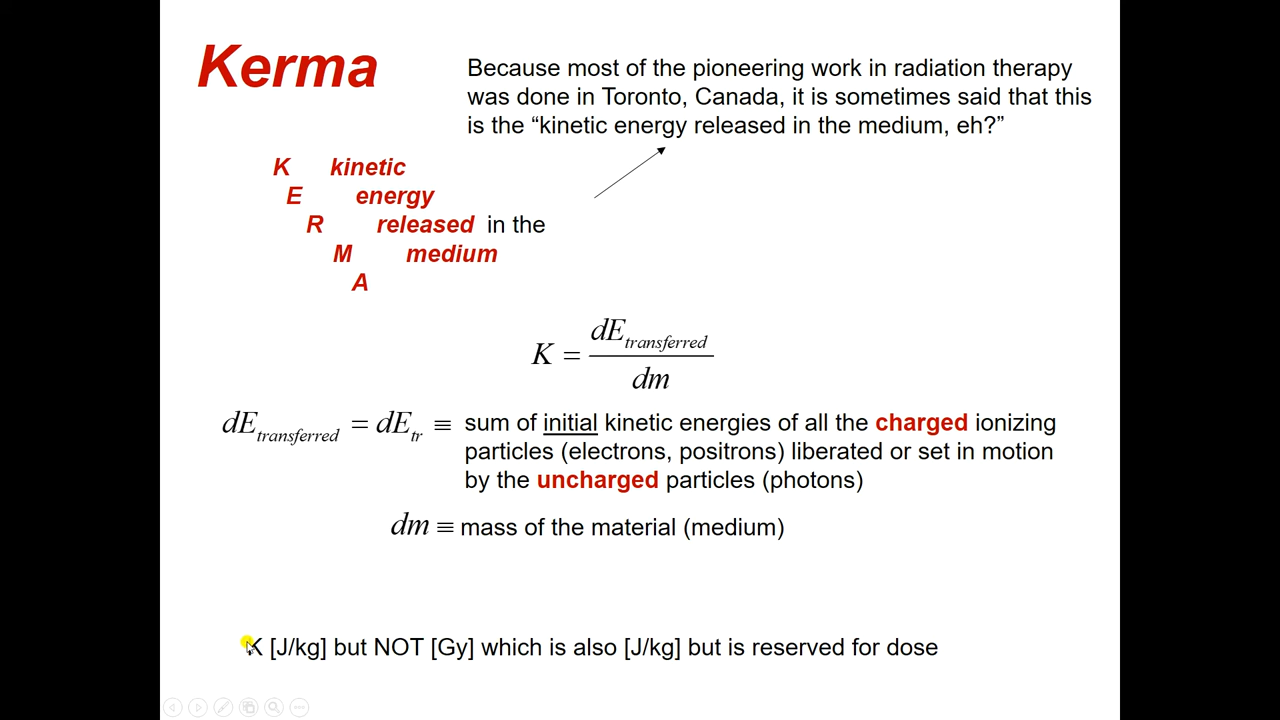 Kerma
Because most of the pioneering work in radiation therapy
was done in Toronto, Canada, it is sometimes said that this
is the “kinetic energy released in the medium, eh?”
K kinetic
E energy
R released in the
M medium
A
K = dE_transferred / dm
dE_transferred = dE_tr ≡ sum of initial kinetic energies of all the charged ionizing
particles (electrons, positrons) liberated or set in motion
by the uncharged particles (photons)
dm ≡ mass of the material (medium)
K [J/kg] but NOT [Gy] which is also [J/kg] but is reserved for dose